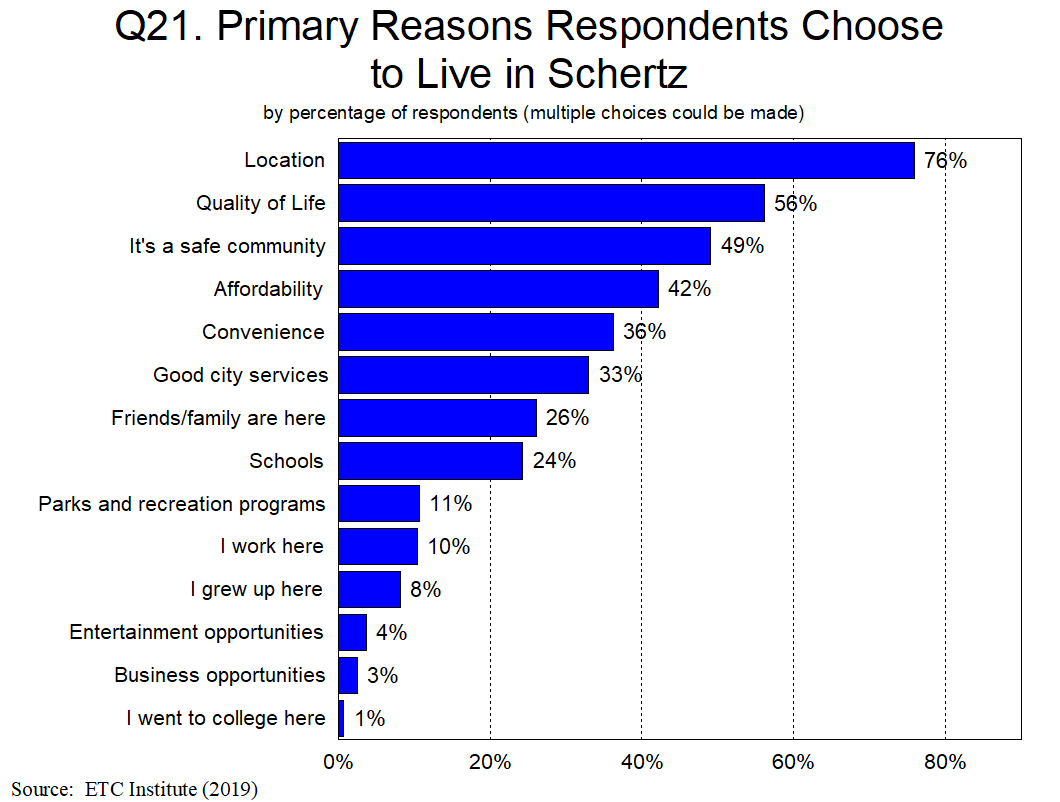 Q21. Primary Reasons Respondents Choose
to Live in Schertz
by percentage of respondents (multiple choices could be made)
Location 76%
Quality of Life 56%
It's a safe community 49%
Affordability 42%
Convenience 36%
Good city services 33%
Friends/family are here 26%
Schools 24%
Parks and recreation programs 11%
I work here 10%
I grew up here 8%
Entertainment opportunities 4%
Business opportunities 3%
I went to college here 1%
0% 20% 40% 60% 80%
Source: ETC Institute (2019)